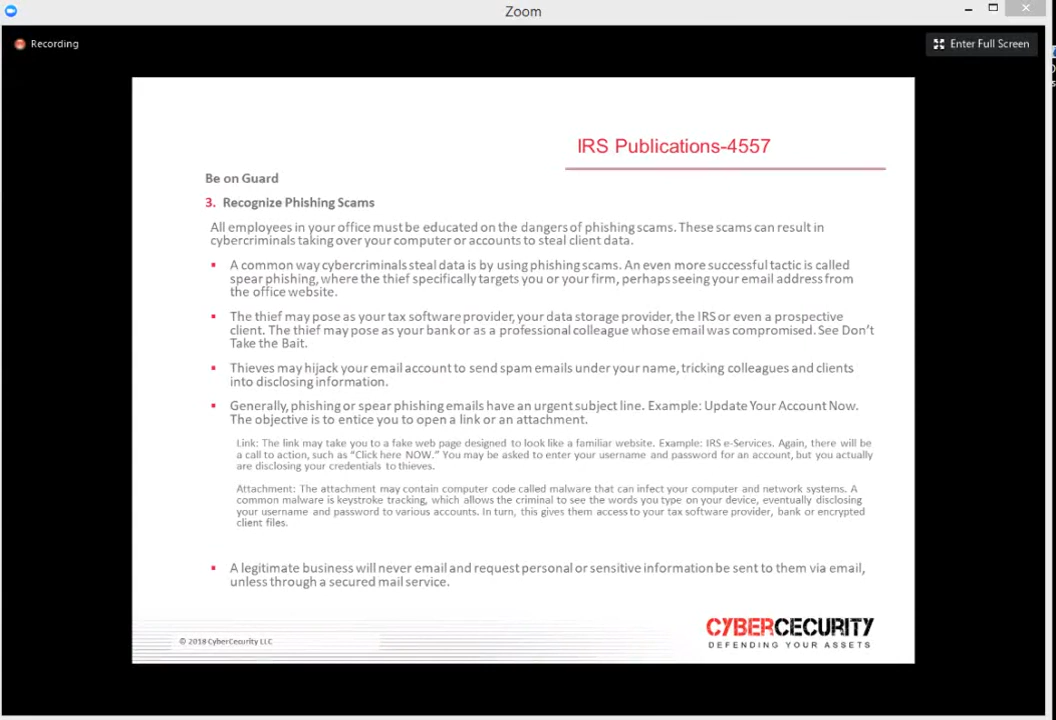 Zoom
Recording
Enter Full Screen
IRS Publications-4557
Be on Guard
3. Recognize Phishing Scams
All employees in your office must be educated on the dangers of phishing scams. These scams can result in
cybercriminals taking over your computer or accounts to steal client data.
▪ A common way cybercriminals steal data is by using phishing scams. An even more successful tactic is called
spear phishing, where the thief specifically targets you or your firm, perhaps seeing your email address from
the office website.
▪ The thief may pose as your tax software provider, your data storage provider, the IRS or even a prospective
client. The thief may pose as your bank or as a professional colleague whose email was compromised. See Don't
Take the Bait.
▪ Thieves may hijack your email account to send spam emails under your name, tricking colleagues and clients
into disclosing information.
▪ Generally, phishing or spear phishing emails have an urgent subject line. Example: Update Your Account Now.
The objective is to entice you to open a link or an attachment.
Link: The link may take you to a fake web page designed to look like a familiar website. Example: IRS e-Services. Again, there will be
a call to action, such as "Click here NOW." You may be asked to enter your username and password for an account, but you actually
are disclosing your credentials to thieves.
Attachment: The attachment may contain computer code called malware that can infect your computer and network systems. A
common malware is keystroke tracking, which allows the criminal to see the words you type on your device, eventually disclosing
your username and password to various accounts. In turn, this gives them access to your tax software provider, bank or encrypted
client files.
▪ A legitimate business will never email and request personal or sensitive information be sent to them via email,
unless through a secured mail service.
© 2018 CyberCecurity LLC
CYBERCECURITY
DEFENDING YOUR ASSETS